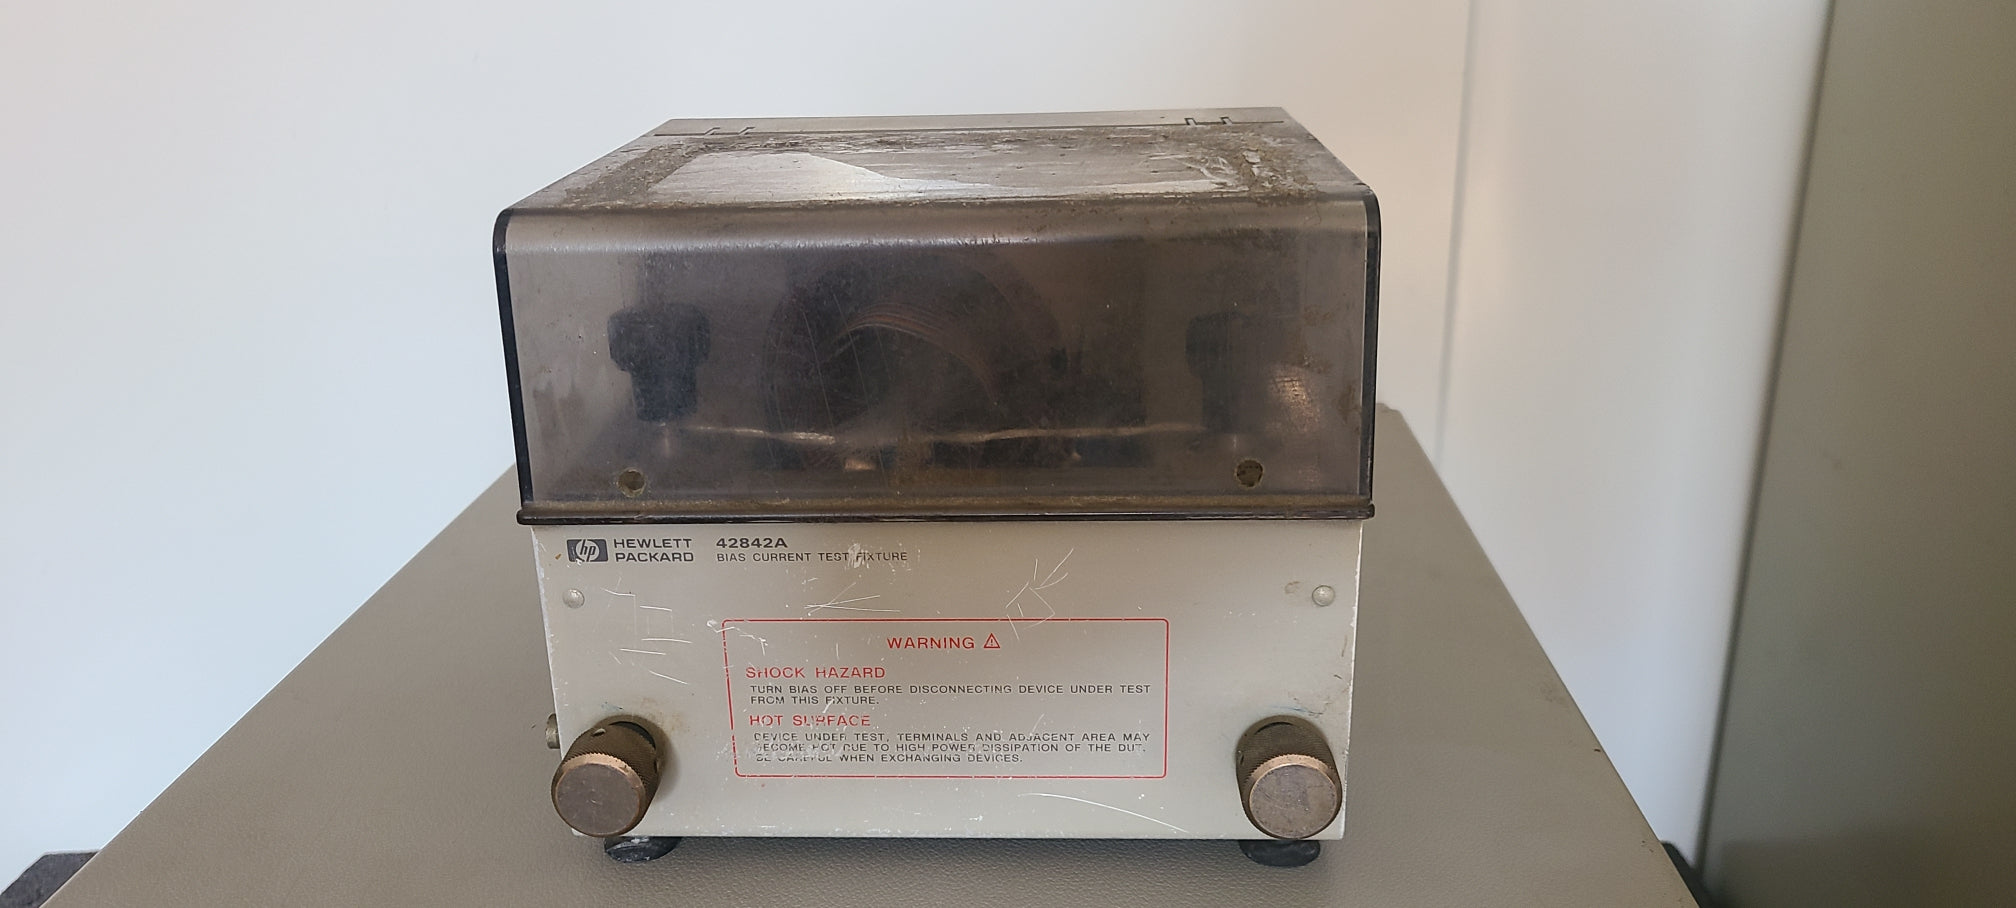 hp HEWLETT PACKARD 42842A
BIAS CURRENT TEST FIXTURE
WARNING
SHOCK HAZARD
TURN BIAS OFF BEFORE DISCONNECTING DEVICE UNDER TEST
FROM THIS FIXTURE.
HOT SURFACE
DEVICE UNDER TEST, TERMINALS AND ADJACENT AREA MAY
BECOME HOT DUE TO HIGH POWER DISSIPATION OF THE DUT.
BE CAREFUL WHEN EXCHANGING DEVICES.